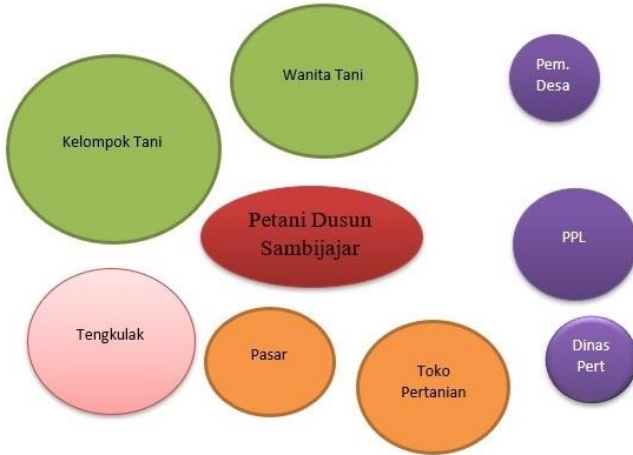 Wanita Tani
Pem.
Desa
Kelompok Tani
Petani Dusun
Sambijajar
PPL
Tengkulak
Pasar
Toko
Pertanian
Dinas
Pert